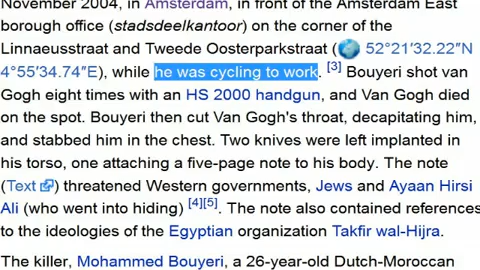 November 2004, in Amsterdam, in front of the Amsterdam East
borough office (stadsdeelkantoor) on the corner of the
Linnaeusstraat and Tweede Oosterparkstraat ( 52°21′32.22″N
4°55′34.74″E), while he was cycling to work. [3] Bouyeri shot van
Gogh eight times with an HS 2000 handgun, and Van Gogh died
on the spot. Bouyeri then cut Van Gogh's throat, decapitating him,
and stabbed him in the chest. Two knives were left implanted in
his torso, one attaching a five-page note to his body. The note
(Text) threatened Western governments, Jews and Ayaan Hirsi
Ali (who went into hiding) [4][5]. The note also contained references
to the ideologies of the Egyptian organization Takfir wal-Hijra.
The killer, Mohammed Bouyeri, a 26-year-old Dutch-Moroccan